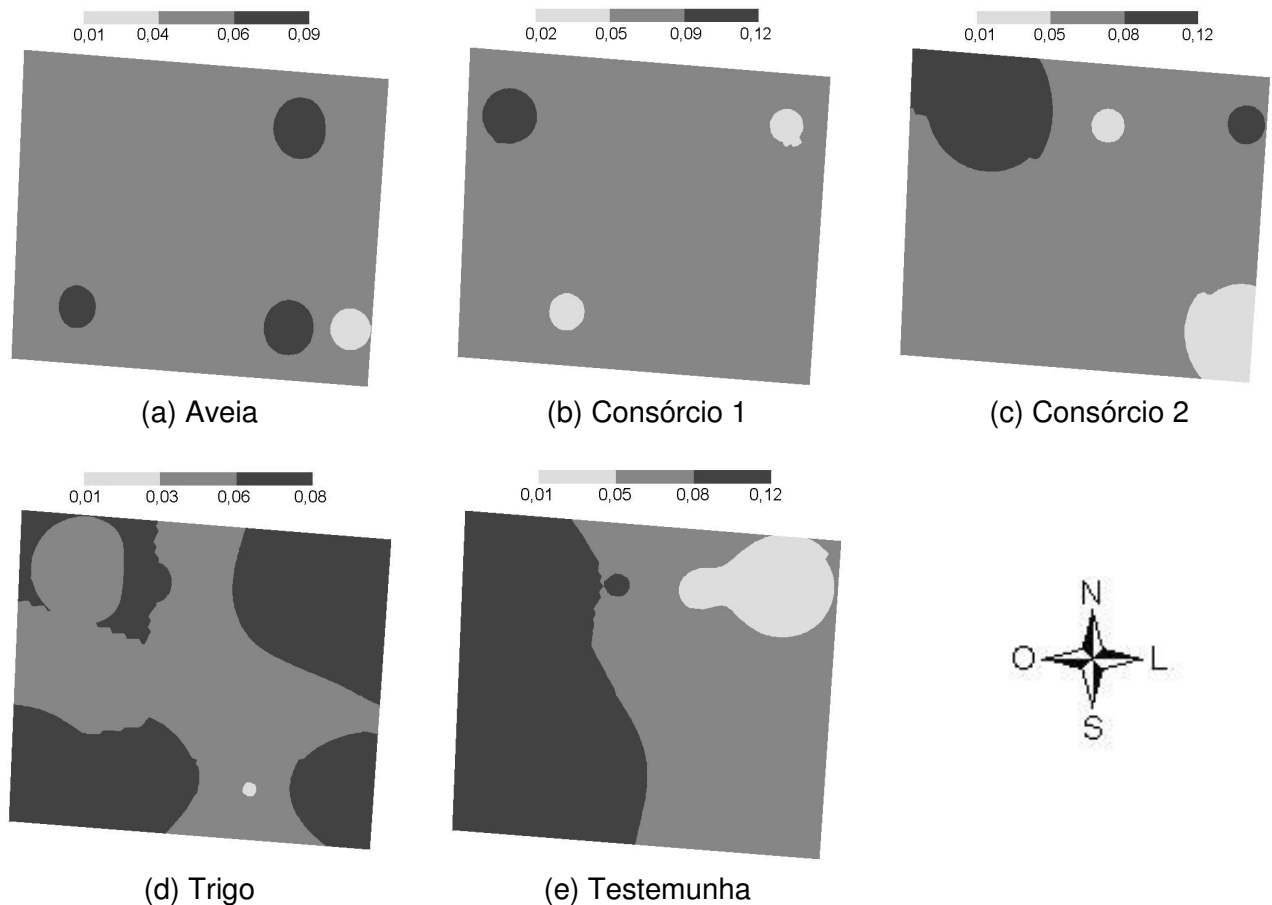 0,01 0,04 0,06 0,09
0,02 0,05 0,09 0,12
0,01 0,05 0,08 0,12
(a) Aveia
(b) Consórcio 1
(c) Consórcio 2
0,01 0,03 0,06 0,08
0,01 0,05 0,08 0,12
N
O L
S
(d) Trigo
(e) Testemunha